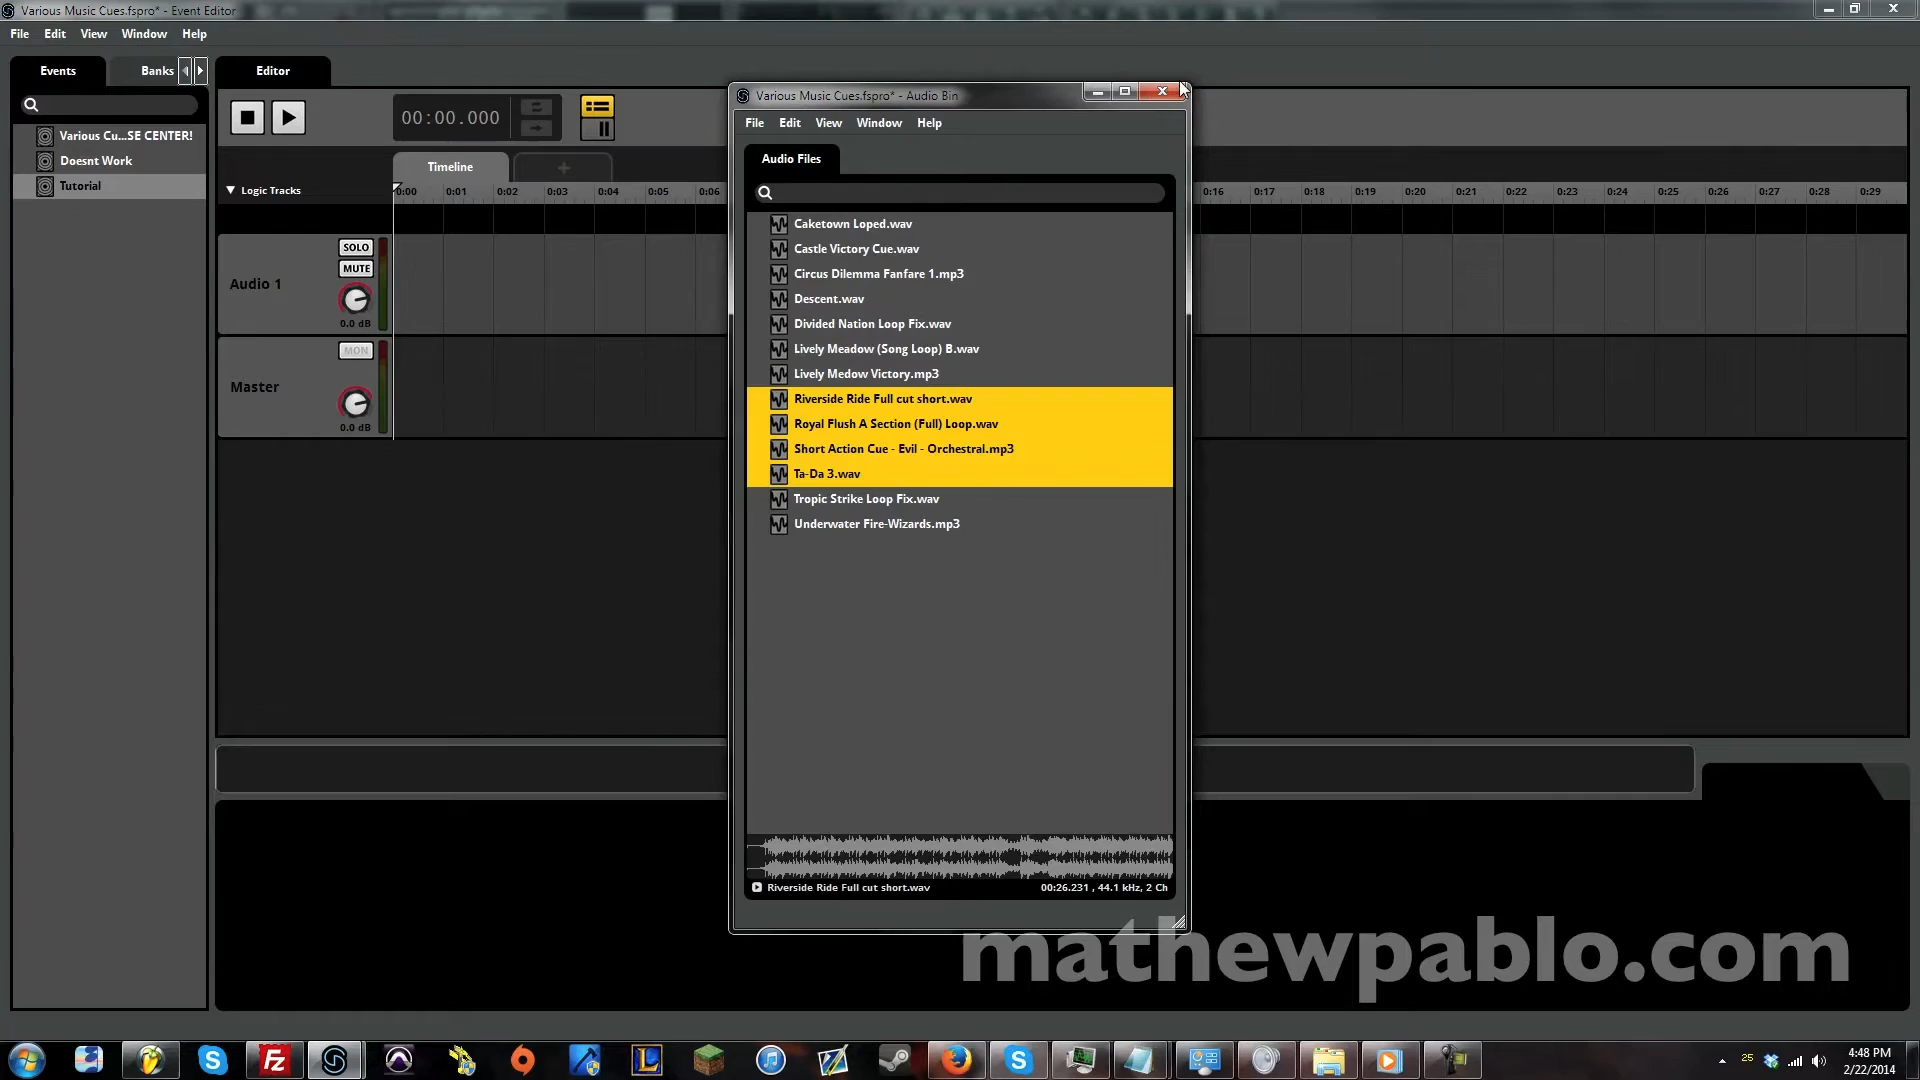 Various Music Cues.fspro* - Event Editor
File Edit View Window Help
Events Banks
Various Cu...SE CENTER!
Doesnt Work
Tutorial
Editor
00:00.000
Timeline +
Logic Tracks
0:00 0:01 0:02 0:03 0:04 0:05 0:06 0:16 0:17 0:18 0:19 0:20 0:21 0:22 0:23 0:24 0:25 0:26 0:27 0:28 0:29
SOLO
Audio 1
MUTE
0.0 dB
MON
Master
0.0 dB
Various Music Cues.fspro* - Audio Bin
File Edit View Window Help
Audio Files
Caketown Loped.wav
Castle Victory Cue.wav
Circus Dilemma Fanfare 1.mp3
Descent.wav
Divided Nation Loop Fix.wav
Lively Meadow (Song Loop) B.wav
Lively Medow Victory.mp3
Riverside Ride Full cut short.wav
Royal Flush A Section (Full) Loop.wav
Short Action Cue - Evil - Orchestral.mp3
Ta-Da 3.wav
Tropic Strike Loop Fix.wav
Underwater Fire-Wizards.mp3
Riverside Ride Full cut short.wav 00:26.231 , 44.1 kHz, 2 Ch
mathewpablo.com
Fz
25
4:48 PM
2/22/2014